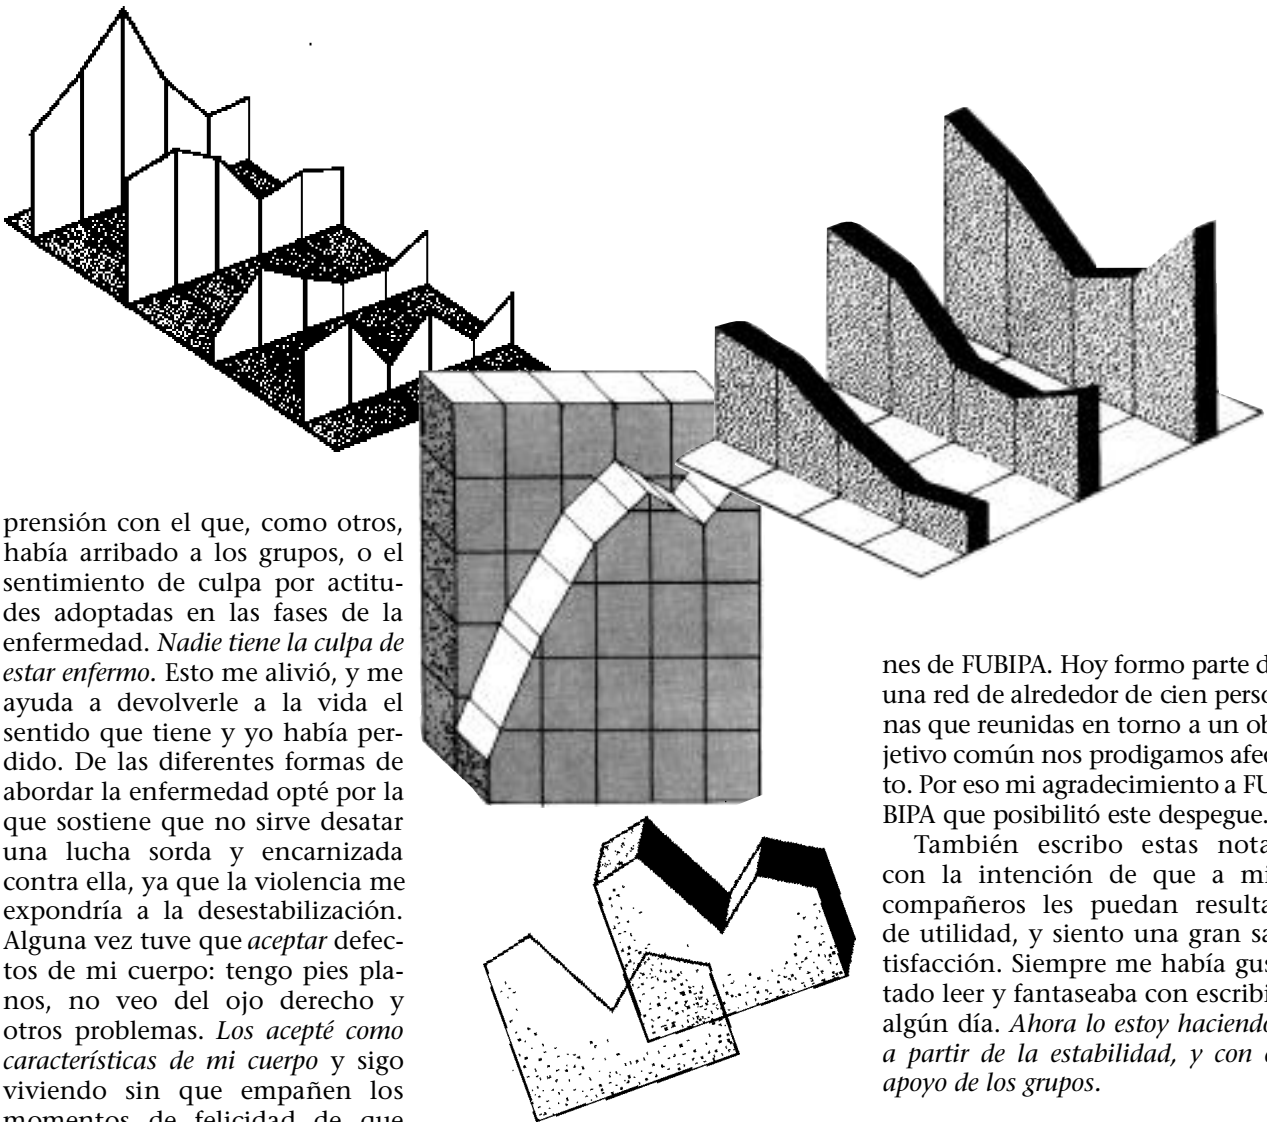 prensión con el que, como otros,
había arribado a los grupos, o el
sentimiento de culpa por actitu-
des adoptadas en las fases de la
enfermedad. Nadie tiene la culpa de
estar enfermo. Esto me alivió, y me
ayuda a devolverle a la vida el
sentido que tiene y yo había per-
dido. De las diferentes formas de
abordar la enfermedad opté por la
que sostiene que no sirve desatar
una lucha sorda y encarnizada
contra ella, ya que la violencia me
expondría a la desestabilización.
Alguna vez tuve que aceptar defec-
tos de mi cuerpo: tengo pies pla-
nos, no veo del ojo derecho y
otros problemas. Los acepté como
características de mi cuerpo y sigo
viviendo sin que empañen los
momentos de felicidad de que
nes de FUBIPA. Hoy formo parte d
una red de alrededor de cien perso
nas que reunidas en torno a un ob
jetivo común nos prodigamos afec
to. Por eso mi agradecimiento a FU
BIPA que posibilitó este despegue.
También escribo estas nota
con la intención de que a mi
compañeros les puedan resulta
de utilidad, y siento una gran sa
tisfacción. Siempre me había gus
tado leer y fantaseaba con escribi
algún día. Ahora lo estoy haciendo
a partir de la estabilidad, y con e
apoyo de los grupos.